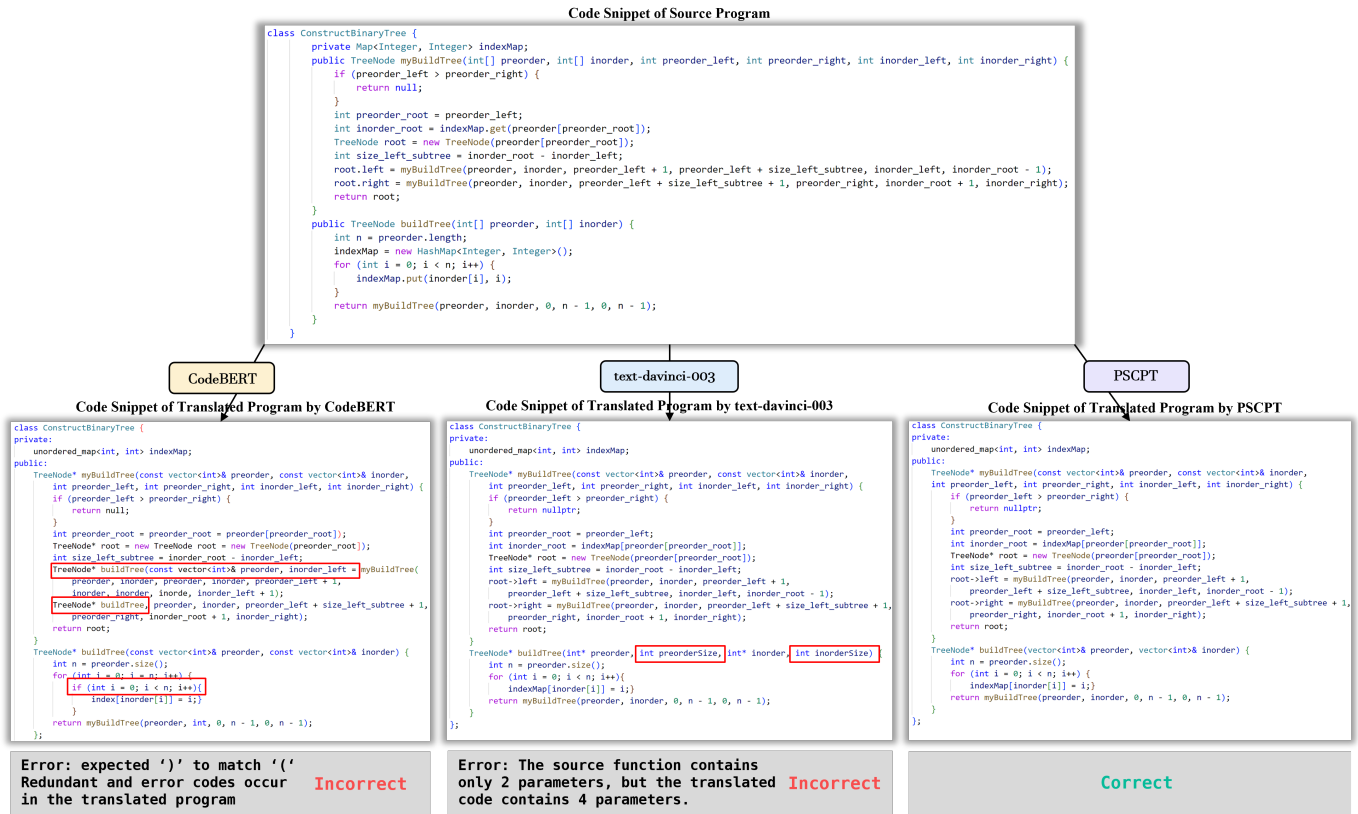 Code Snippet of Source Program
class ConstructBinaryTree {
private Map<Integer, Integer> indexMap;
public TreeNode myBuildTree(int[] preorder, int[] inorder, int preorder_left, int preorder_right, int inorder_left, int inorder_right) {
if (preorder_left > preorder_right) {
return null;
}
int preorder_root = preorder_left;
int inorder_root = indexMap.get(preorder[preorder_root]);
TreeNode root = new TreeNode(preorder[preorder_root]);
int size_left_subtree = inorder_root - inorder_left;
root.left = myBuildTree(preorder, inorder, preorder_left + 1, preorder_left + size_left_subtree, inorder_left, inorder_root - 1);
root.right = myBuildTree(preorder, inorder, preorder_left + size_left_subtree + 1, preorder_right, inorder_root + 1, inorder_right);
return root;
}
public TreeNode buildTree(int[] preorder, int[] inorder) {
int n = preorder.length;
indexMap = new HashMap<Integer, Integer>();
for (int i = 0; i < n; i++) {
indexMap.put(inorder[i], i);
}
return myBuildTree(preorder, inorder, 0, n - 1, 0, n - 1);
}
}
CodeBERT
text-davinci-003
PSCPT
Code Snippet of Translated Program by CodeBERT
class ConstructBinaryTree {
private:
unordered_map<int, int> indexMap;
public:
TreeNode* myBuildTree(const vector<int>& preorder, const vector<int>& inorder,
int preorder_left, int preorder_right, int inorder_left, int inorder_right) {
if (preorder_left > preorder_right) {
return null;
}
int preorder_root = preorder_root = preorder[preorder_root]);
TreeNode* root = new TreeNode root = new TreeNode(preorder_root]);
int size_left_subtree = inorder_root - inorder_left;
TreeNode* buildTree(const vector<int>& preorder, inorder_left = myBuildTree(
preorder, inorder, inorder, preorder_left + 1,
inorder, inorder, inorde, inorder_left + 1);
TreeNode* buildTree, preorder, inorder, preorder_left + size_left_subtree + 1,
preorder_right, inorder_root + 1, inorder_right);
return root;
}
TreeNode* buildTree(const vector<int>& preorder, const vector<int>& inorder) {
int n = preorder.size();
for (int i = 0; i = n; i++) {
if (int i = 0; i < n; i++){
index[inorder[i]] = i;}
}
return myBuildTree(preorder, int, 0, n - 1, 0, n - 1);
};
Error: expected ‘)’ to match ‘(‘
Redundant and error codes occur
in the translated program
Incorrect
Code Snippet of Translated Program by text-davinci-003
class ConstructBinaryTree {
private:
unordered_map<int, int> indexMap;
public:
TreeNode* myBuildTree(const vector<int>& preorder, const vector<int>& inorder,
int preorder_left, int preorder_right, int inorder_left, int inorder_right) {
if (preorder_left > preorder_right) {
return nullptr;
}
int preorder_root = preorder_left;
int inorder_root = indexMap[preorder[preorder_root]];
TreeNode* root = new TreeNode(preorder[preorder_root]);
int size_left_subtree = inorder_root - inorder_left;
root->left = myBuildTree(preorder, inorder, preorder_left + 1,
preorder_left + size_left_subtree, inorder_left, inorder_root - 1);
root->right = myBuildTree(preorder, inorder, preorder_left + size_left_subtree + 1,
preorder_right, inorder_root + 1, inorder_right);
return root;
}
TreeNode* buildTree(int* preorder, int preorderSize, int* inorder, int inorderSize) {
int n = preorder.size();
for (int i = 0; i < n; i++){
indexMap[inorder[i]] = i;}
return myBuildTree(preorder, inorder, 0, n - 1, 0, n - 1);
}
};
Error: The source function contains
only 2 parameters, but the translated
code contains 4 parameters.
Incorrect
Code Snippet of Translated Program by PSCPT
class ConstructBinaryTree {
private:
unordered_map<int, int> indexMap;
public:
TreeNode* myBuildTree(const vector<int>& preorder, const vector<int>& inorder,
int preorder_left, int preorder_right, int inorder_left, int inorder_right) {
if (preorder_left > preorder_right) {
return nullptr;
}
int preorder_root = preorder_left;
int inorder_root = indexMap[preorder[preorder_root]];
TreeNode* root = new TreeNode(preorder[preorder_root]);
int size_left_subtree = inorder_root - inorder_left;
root->left = myBuildTree(preorder, inorder, preorder_left + 1,
preorder_left + size_left_subtree, inorder_left, inorder_root - 1);
root->right = myBuildTree(preorder, inorder, preorder_left + size_left_subtree + 1,
preorder_right, inorder_root + 1, inorder_right);
return root;
}
TreeNode* buildTree(vector<int>& preorder, vector<int>& inorder) {
int n = preorder.size();
for (int i = 0; i < n; i++) {
indexMap[inorder[i]] = i;}
return myBuildTree(preorder, inorder, 0, n - 1, 0, n - 1);
}
};
Correct